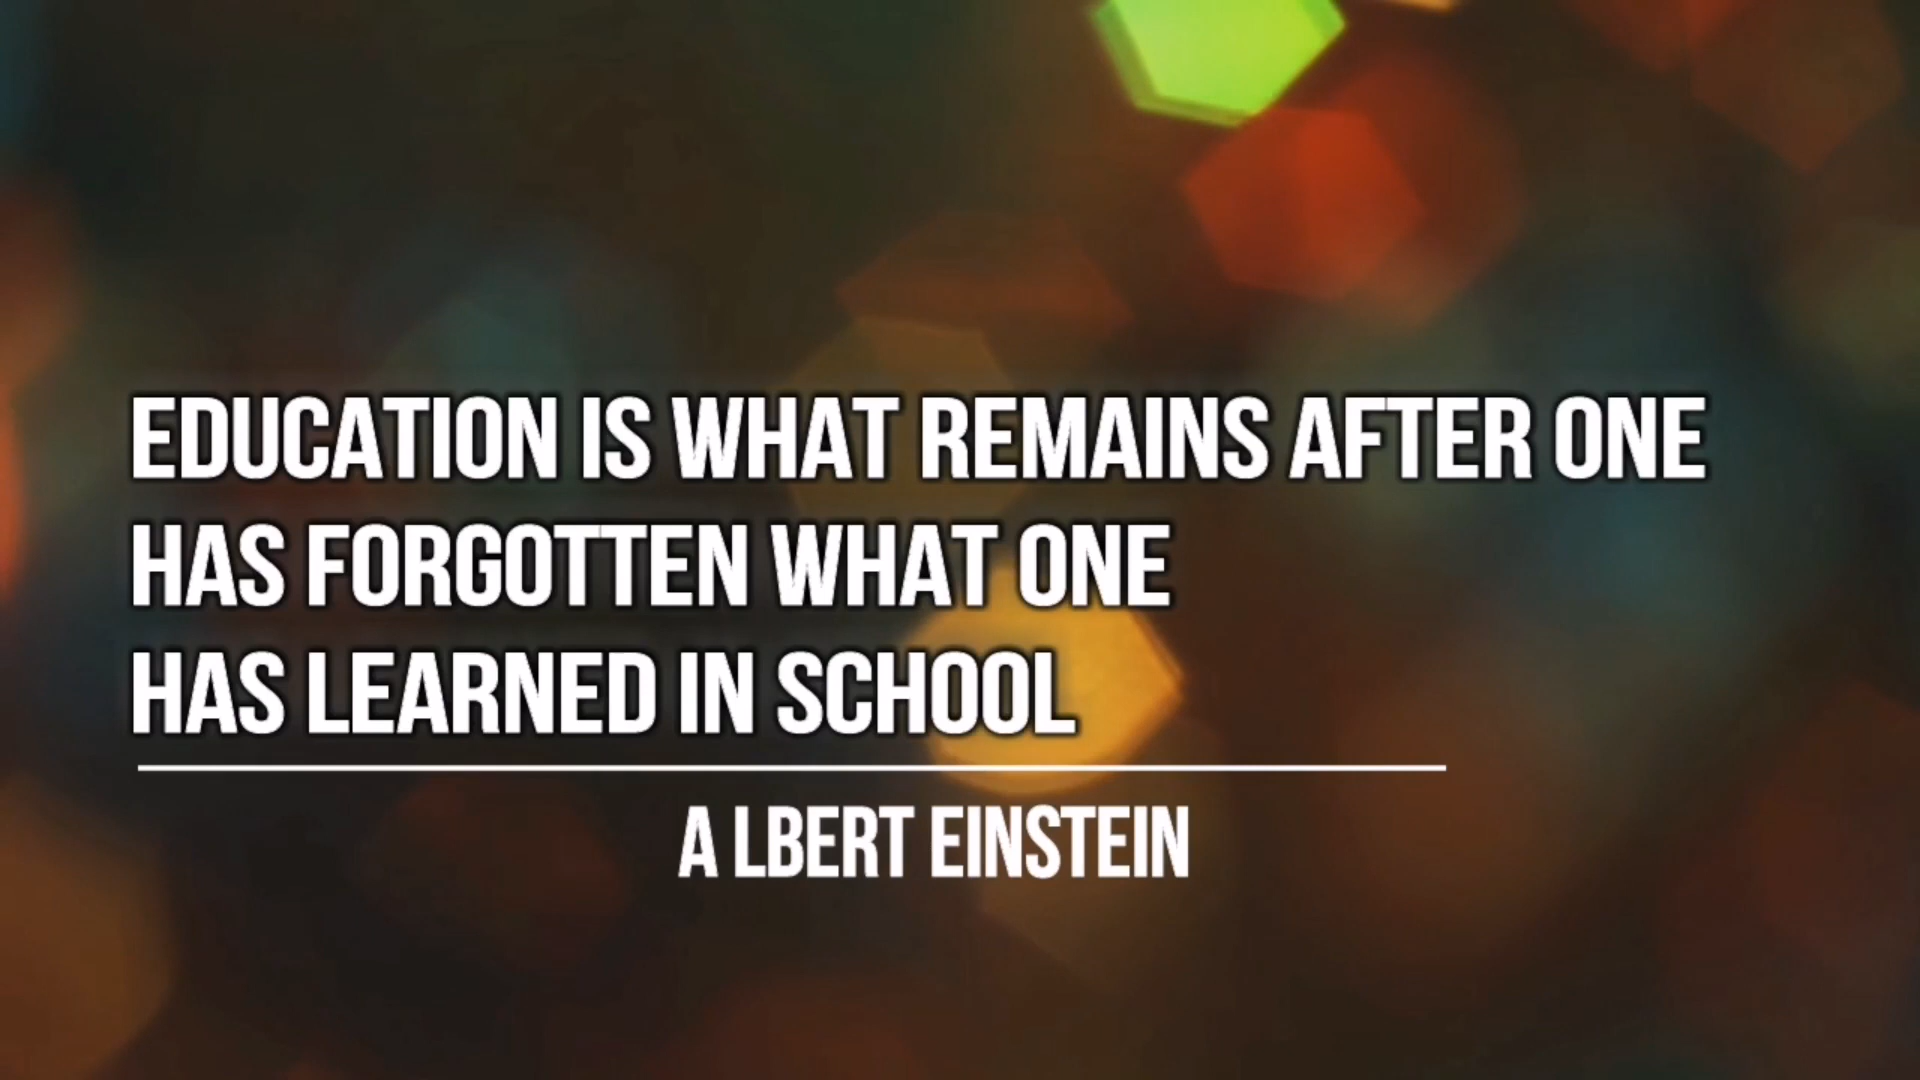 EDUCATION IS WHAT REMAINS AFTER ONE
HAS FORGOTTEN WHAT ONE
HAS LEARNED IN SCHOOL
A LBERT EINSTEIN